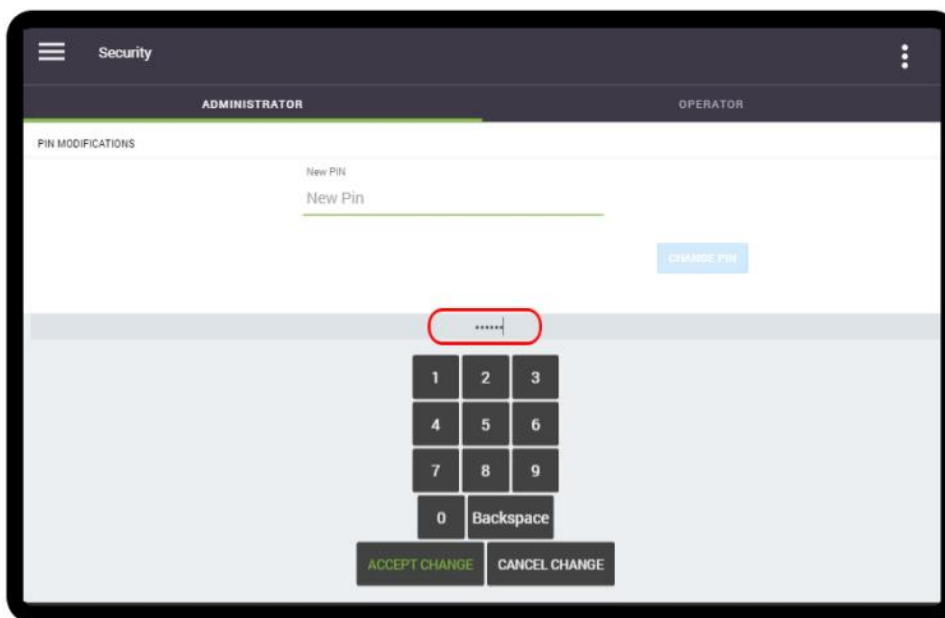 Security
ADMINISTRATOR OPERATOR
PIN MODIFICATIONS
New PIN
New Pin
CHANGE PIN
••••••
1 2 3
4 5 6
7 8 9
0 Backspace
ACCEPT CHANGE CANCEL CHANGE